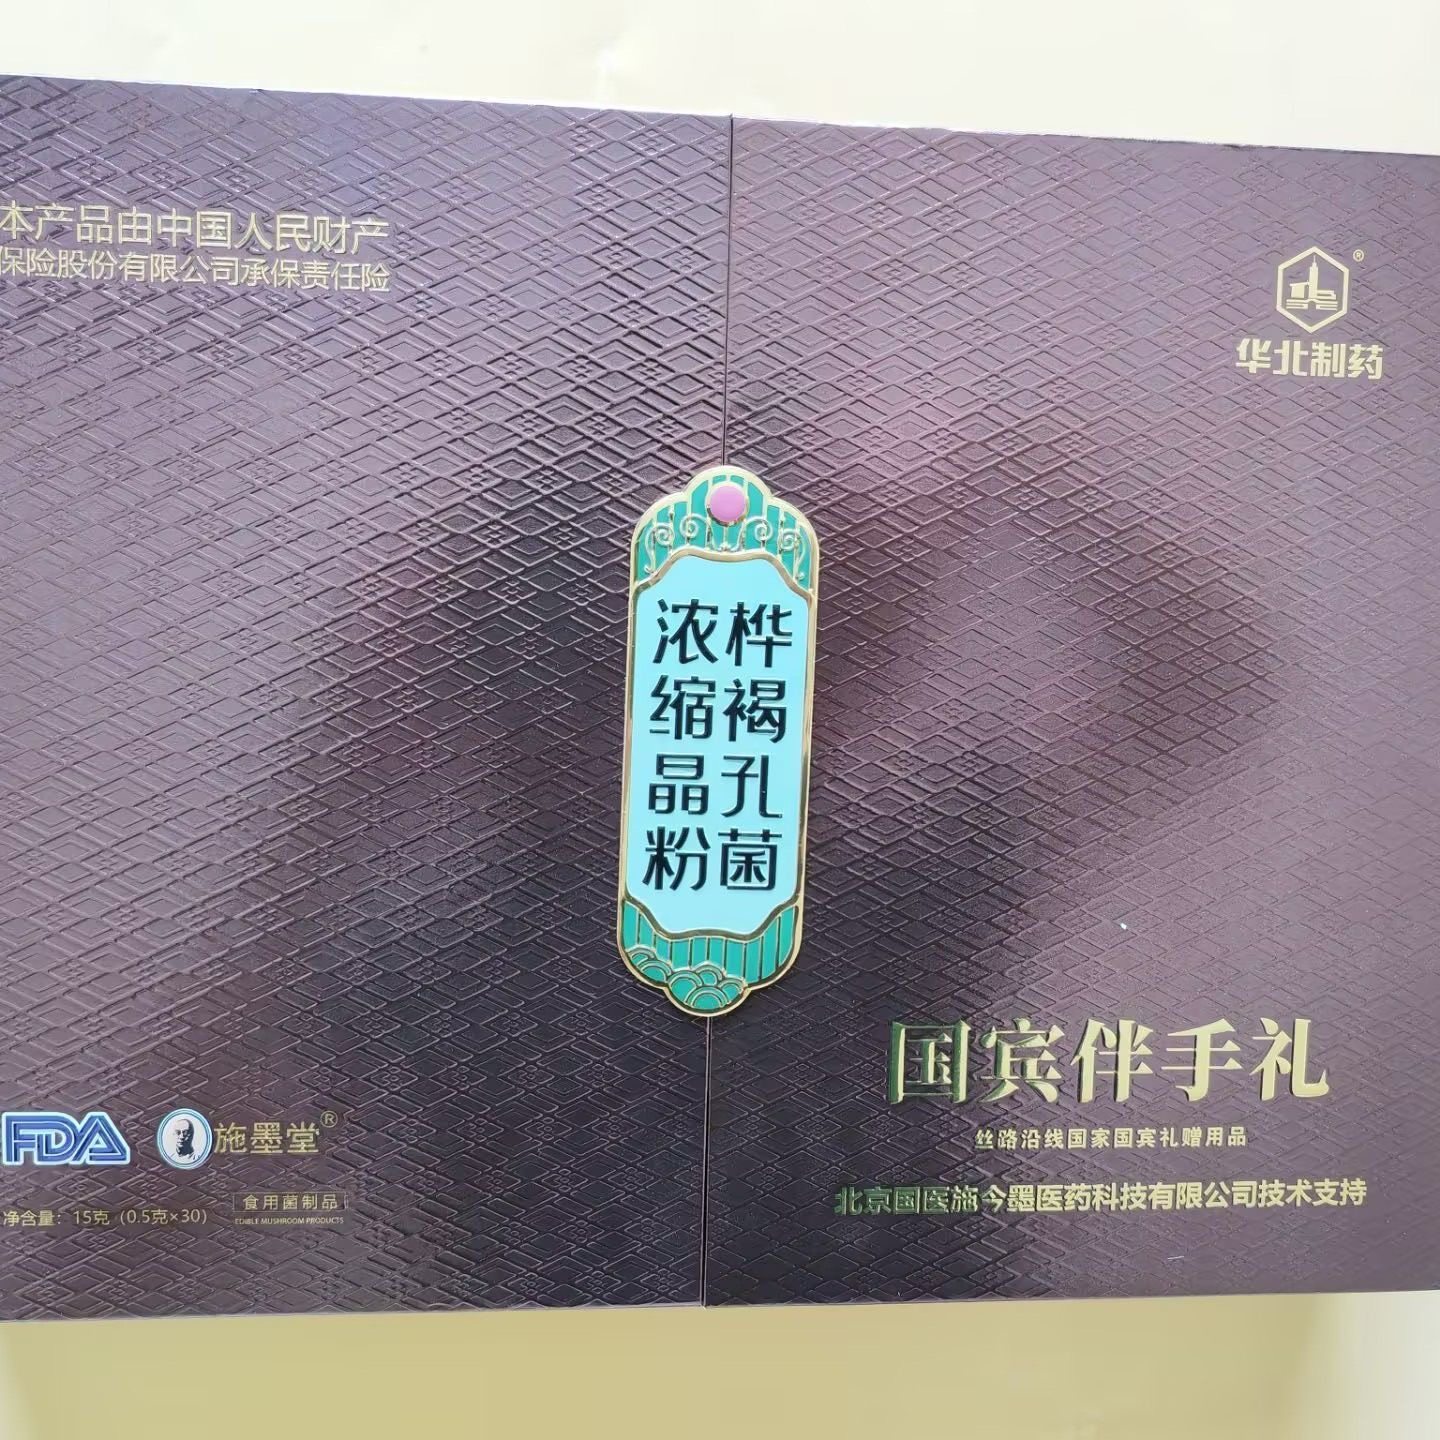 本产品由中国人民财产
保险股份有限公司承保责任险
®
华北制药
桦褐孔菌
浓缩晶粉
国宾伴手礼
丝路沿线国家国宾礼赠用品
北京国医施今墨医药科技有限公司技术支持
FDA
施墨堂®
净含量：15克（0.5克×30）
食用菌制品
EDIBLE MUSHROOM PRODUCTS